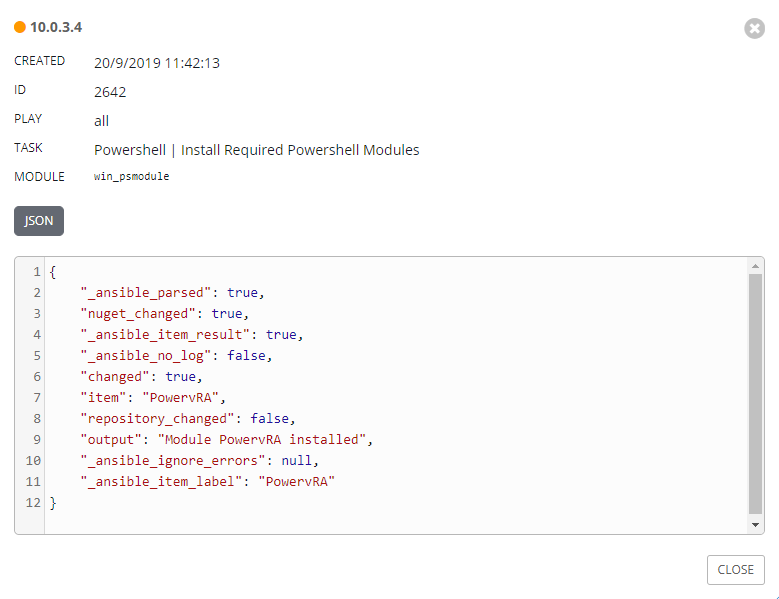 10.0.3.4
CREATED 20/9/2019 11:42:13
ID 2642
PLAY all
TASK Powershell | Install Required Powershell Modules
MODULE win_psmodule
JSON
1 {
2     "_ansible_parsed": true,
3     "nuget_changed": true,
4     "_ansible_item_result": true,
5     "_ansible_no_log": false,
6     "changed": true,
7     "item": "PowervRA",
8     "repository_changed": false,
9     "output": "Module PowervRA installed",
10     "_ansible_ignore_errors": null,
11     "_ansible_item_label": "PowervRA"
12 }
CLOSE